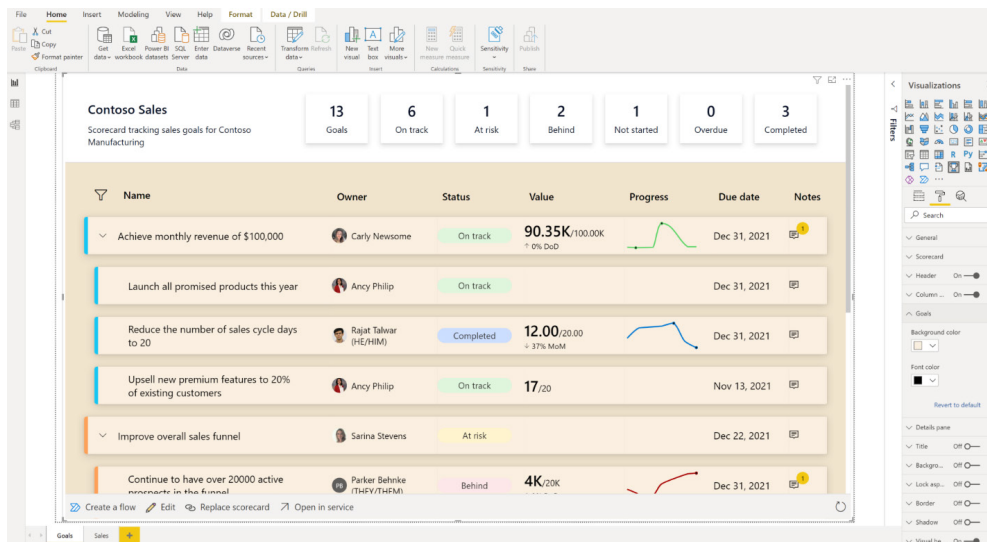 File Home Insert Modeling View Help Format Data / Drill
Paste
Cut
Copy
Format painter
Get data
Excel workbook
Power BI datasets
SQL Server
Enter data
Dataverse
Recent sources
Transform data
Refresh
New visual
Text box
More visuals
New measure
Quick measure
Sensitivity
Publish
Clipboard Data Queries Insert Calculations Sensitivity Share
Contoso Sales
Scorecard tracking sales goals for Contoso
Manufacturing
13 6 1 2 1 0 3
Goals On track At risk Behind Not started Overdue Completed
Name Owner Status Value Progress Due date Notes
Achieve monthly revenue of $100,000 Carly Newsome On track 90.35K/100.00K Dec 31, 2021 1
↑ 0% DoD
Launch all promised products this year Ancy Philip On track Dec 31, 2021
Reduce the number of sales cycle days
to 20
Rajat Talwar
(HE/HIM)
Completed 12.00/20.00 Dec 31, 2021
↓ 37% MoM
Upsell new premium features to 20%
of existing customers
Ancy Philip On track 17/20 Nov 13, 2021
Improve overall sales funnel Sarina Stevens At risk Dec 22, 2021
Continue to have over 20000 active
prospects in the funnel
PB Parker Behnke
(THEY/THEM)
Behind 4K/20K Dec 31, 2021 1
Create a flow Edit Replace scorecard Open in service
Goals Sales +
Filters
Visualizations
R Py
Search
General
Scorecard
Header On
Column ... On
Goals
Background color
Font color
Revert to default
Details pane
Title Off
Backgro... Off
Lock asp... Off
Border Off
Shadow Off
Visual he... On